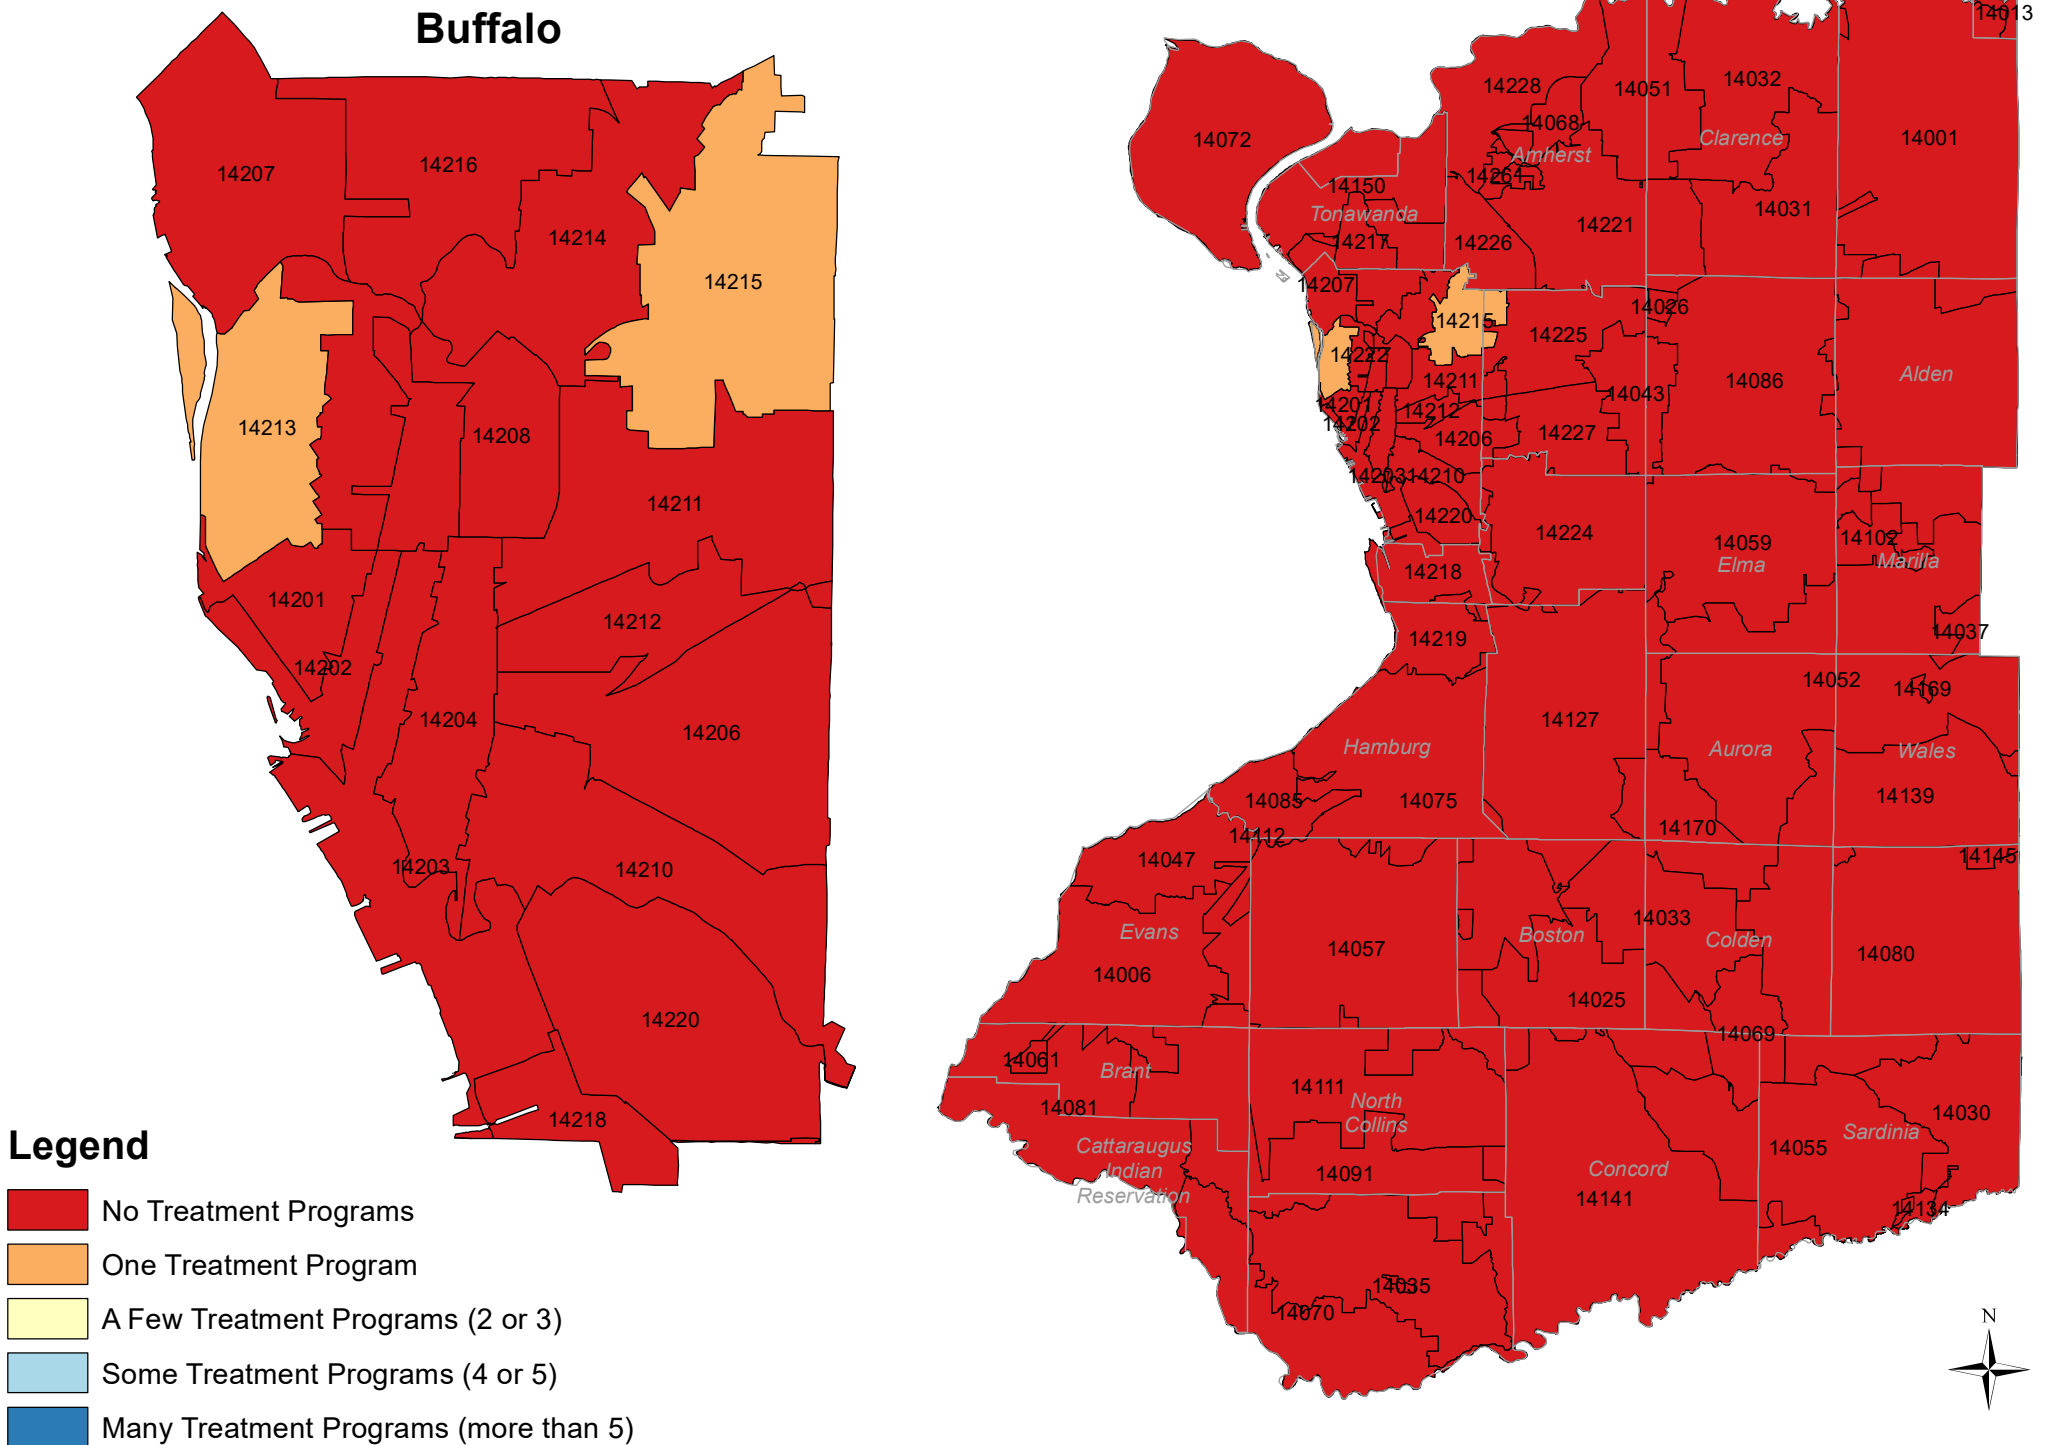 Buffalo
14207
14216
14214
14215
14213
14208
14211
14201
14212
14202
14204
14206
14203
14210
14220
14218
Legend
No Treatment Programs
One Treatment Program
A Few Treatment Programs (2 or 3)
Some Treatment Programs (4 or 5)
Many Treatment Programs (more than 5)
14013
14228
14051
14032
14068
14072
14001
Clarence
Amherst
14261
14150
Tonawanda
14031
14221
14217
14226
14207
14026
14215
14225
14222
14211
14086
Alden
14043
14201
14212
14202
14206
14227
14203
14210
14220
14224
14059
Elma
14102
Marilla
14218
14219
14037
14052
14169
14127
Hamburg
Aurora
Wales
14085
14075
14139
14170
14112
14047
14145
14033
Evans
Boston
Colden
14057
14080
14006
14025
14069
14061
Brant
14111
North
Collins
14081
14030
Sardinia
14055
Cattaraugus
Indian
Reservation
14091
Concord
14141
14134
14035
14070
N